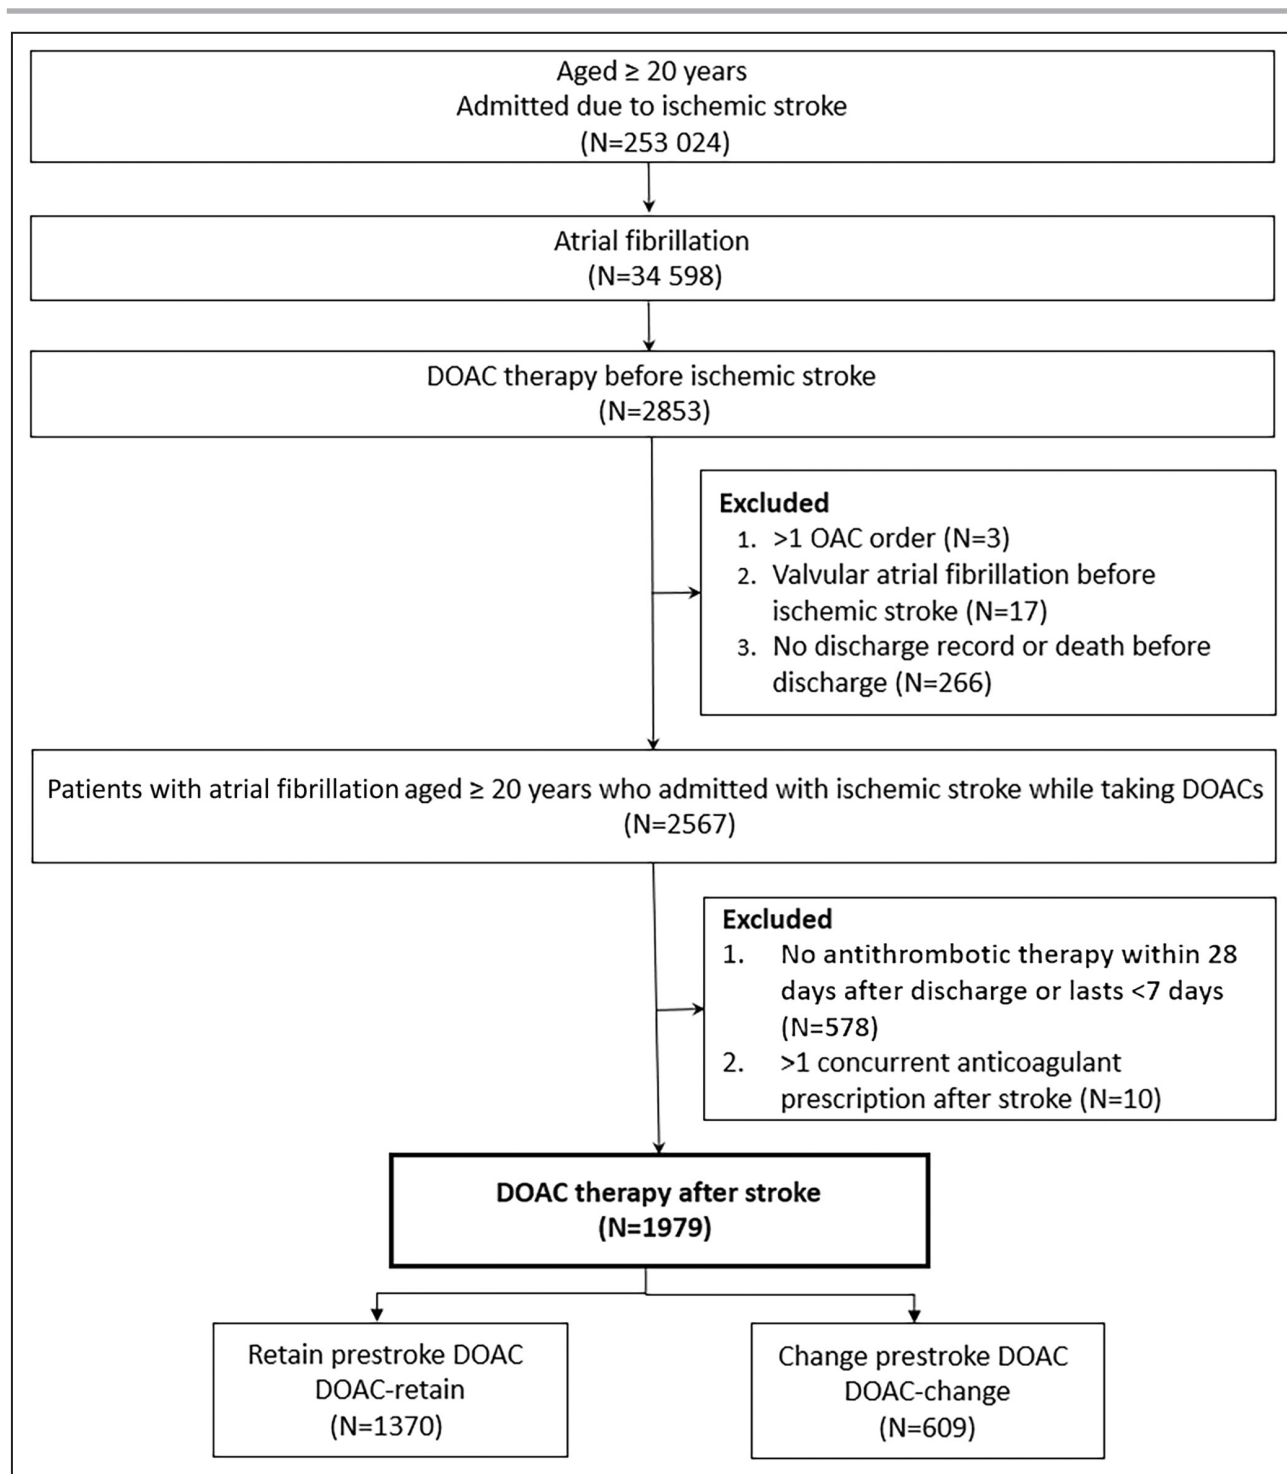 Aged ≥ 20 years
Admitted due to ischemic stroke
(N=253 024)
Atrial fibrillation
(N=34 598)
DOAC therapy before ischemic stroke
(N=2853)
Excluded
1. >1 OAC order (N=3)
2. Valvular atrial fibrillation before
ischemic stroke (N=17)
3. No discharge record or death before
discharge (N=266)
Patients with atrial fibrillation aged ≥ 20 years who admitted with ischemic stroke while taking DOACs
(N=2567)
Excluded
1. No antithrombotic therapy within 28
days after discharge or lasts <7 days
(N=578)
2. >1 concurrent anticoagulant
prescription after stroke (N=10)
DOAC therapy after stroke
(N=1979)
Retain prestroke DOAC
DOAC-retain
(N=1370)
Change prestroke DOAC
DOAC-change
(N=609)